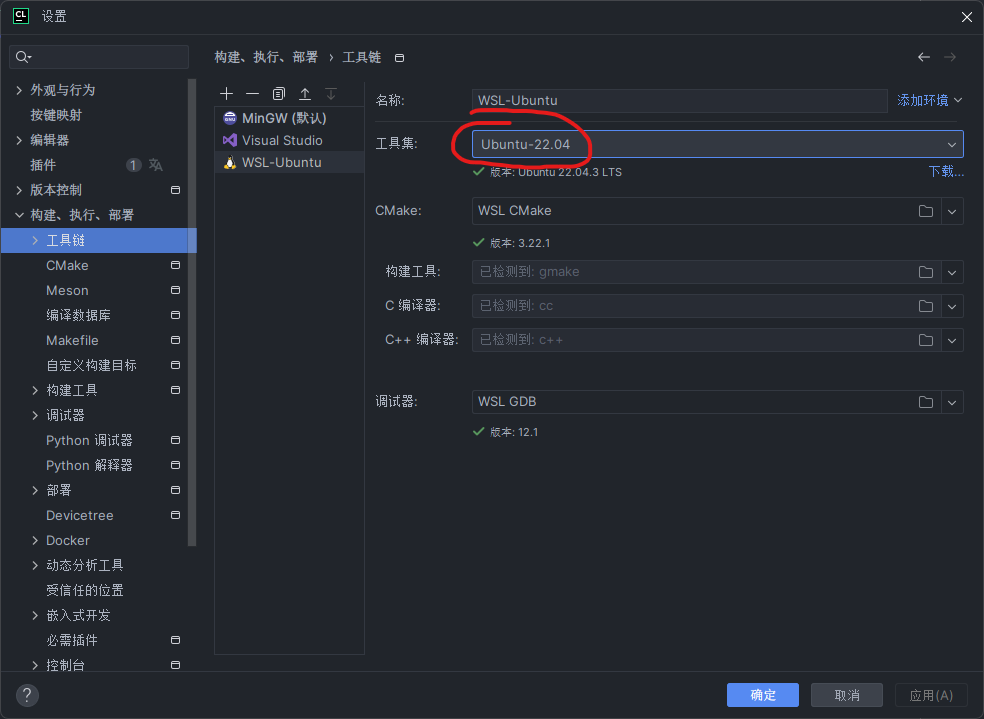 CL 设置
构建、执行、部署 › 工具链
外观与行为
按键映射
编辑器
插件 1
版本控制
构建、执行、部署
工具链
CMake
Meson
编译数据库
Makefile
自定义构建目标
构建工具
调试器
Python 调试器
Python 解释器
部署
Devicetree
Docker
动态分析工具
受信任的位置
嵌入式开发
必需插件
控制台
MinGW (默认)
Visual Studio
WSL-Ubuntu
名称: WSL-Ubuntu 添加环境
工具集: Ubuntu-22.04
版本: Ubuntu 22.04.3 LTS 下载...
CMake: WSL CMake
版本: 3.22.1
构建工具: 已检测到: gmake
C 编译器: 已检测到: cc
C++ 编译器: 已检测到: c++
调试器: WSL GDB
版本: 12.1
? 确定 取消 应用(A)